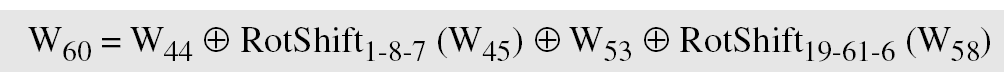 W₆₀ = W₄₄ ⊕ RotShift₁₋₈₋₇ (W₄₅) ⊕ W₅₃ ⊕ RotShift₁₉₋₆₁₋₆ (W₅₈)